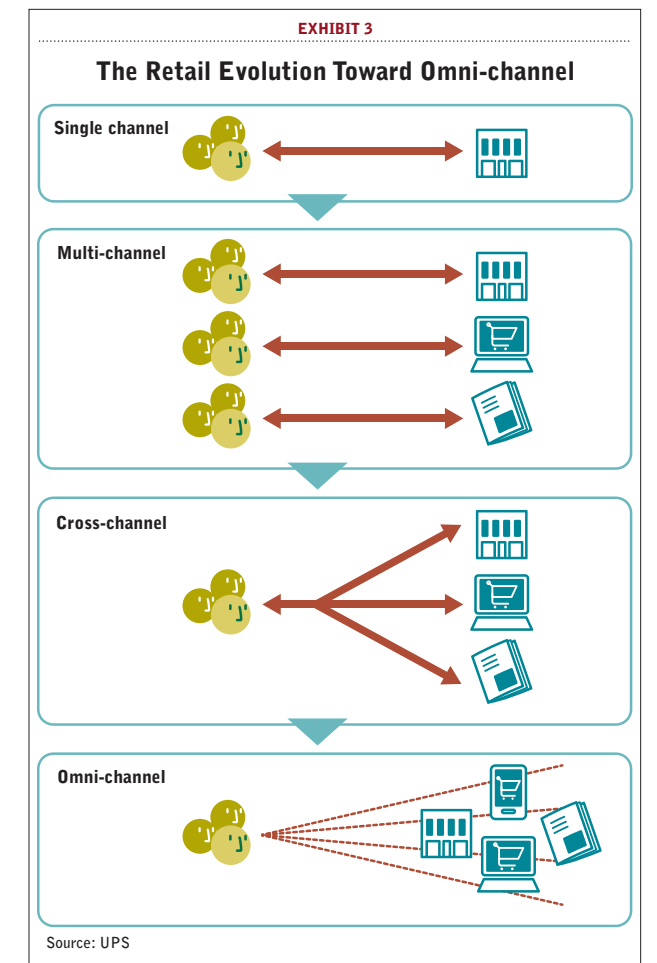 EXHIBIT 3
The Retail Evolution Toward Omni-channel
Single channel
Multi-channel
Cross-channel
Omni-channel
Source: UPS